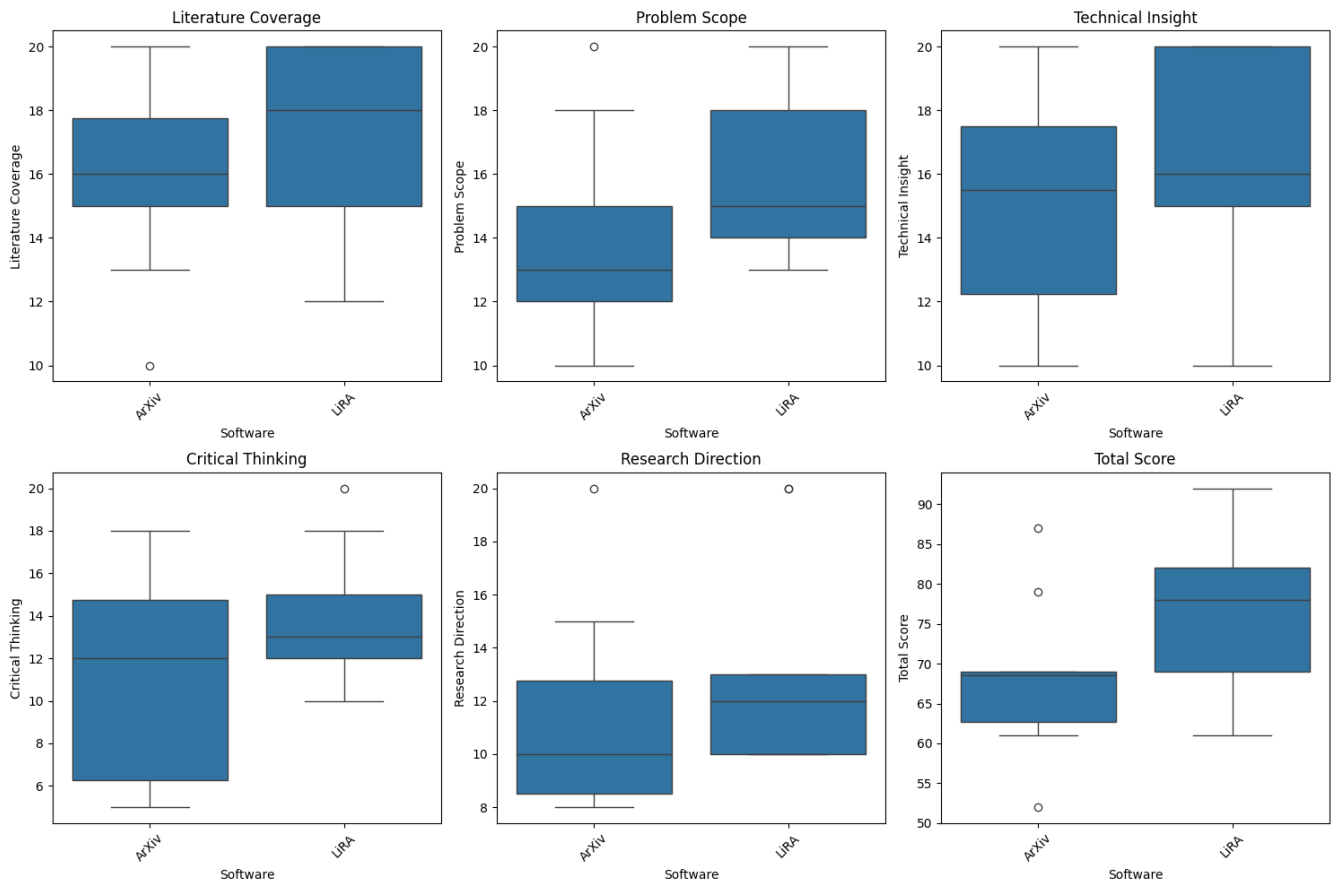 Literature Coverage
Literature Coverage
20
18
16
14
12
10
ArXiv
LiRA
Software
Problem Scope
Problem Scope
20
18
16
14
12
10
ArXiv
LiRA
Software
Technical Insight
Technical Insight
20
18
16
14
12
10
ArXiv
LiRA
Software
Critical Thinking
Critical Thinking
20
18
16
14
12
10
8
6
ArXiv
LiRA
Software
Research Direction
Research Direction
20
18
16
14
12
10
8
ArXiv
LiRA
Software
Total Score
Total Score
90
85
80
75
70
65
60
55
50
ArXiv
LiRA
Software